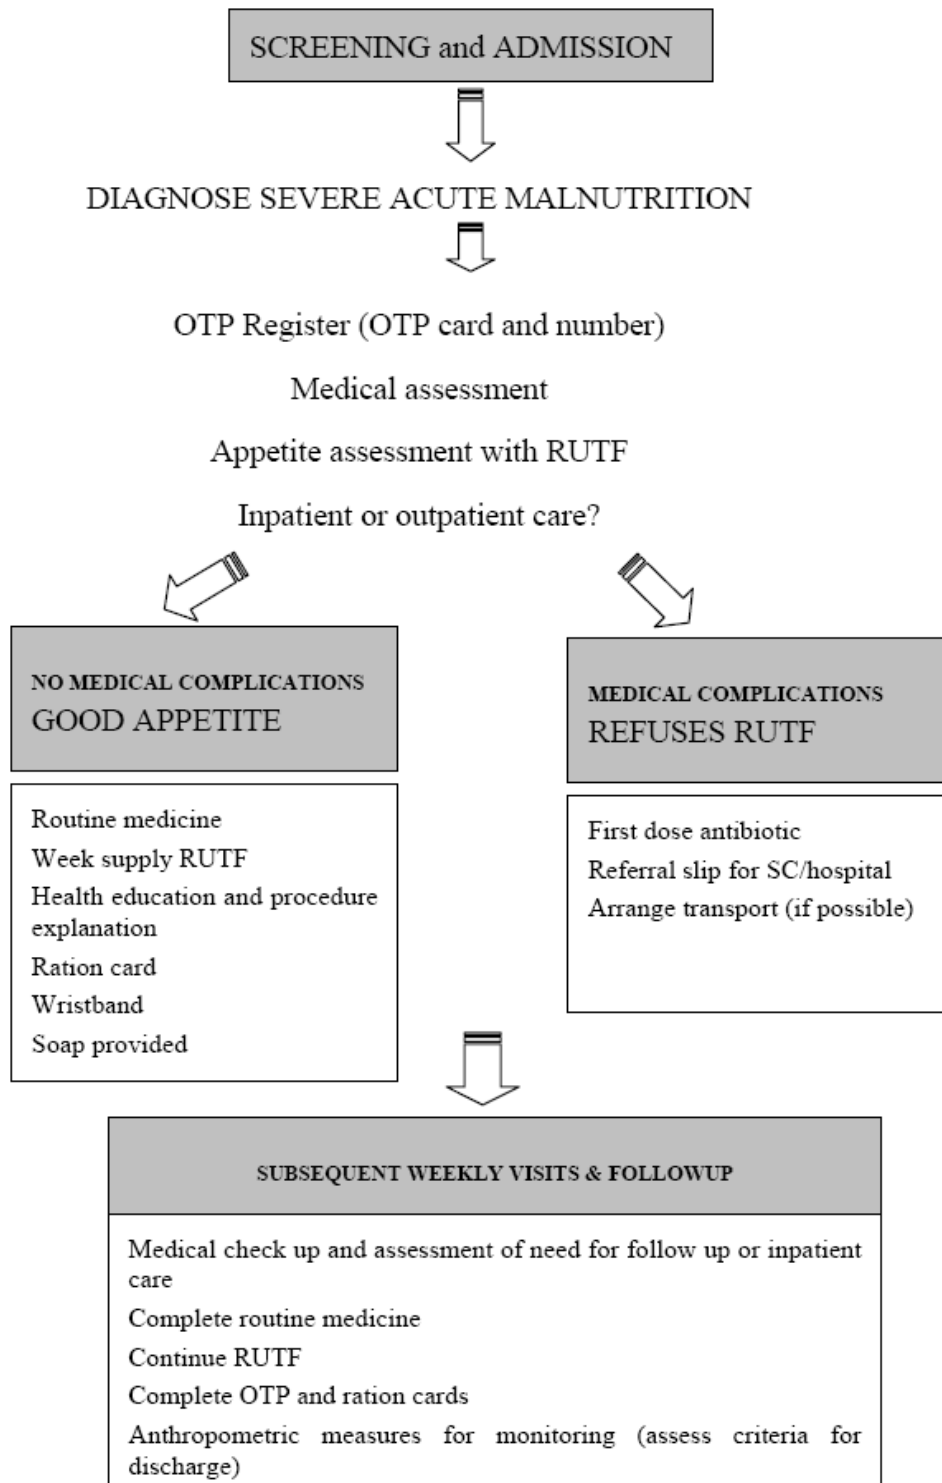 SCREENING and ADMISSION
DIAGNOSE SEVERE ACUTE MALNUTRITION
OTP Register (OTP card and number)
Medical assessment
Appetite assessment with RUTF
Inpatient or outpatient care?
NO MEDICAL COMPLICATIONS
GOOD APPETITE
Routine medicine
Week supply RUTF
Health education and procedure
explanation
Ration card
Wristband
Soap provided
MEDICAL COMPLICATIONS
REFUSES RUTF
First dose antibiotic
Referral slip for SC/hospital
Arrange transport (if possible)
SUBSEQUENT WEEKLY VISITS & FOLLOWUP
Medical check up and assessment of need for follow up or inpatient
care
Complete routine medicine
Continue RUTF
Complete OTP and ration cards
Anthropometric measures for monitoring (assess criteria for
discharge)